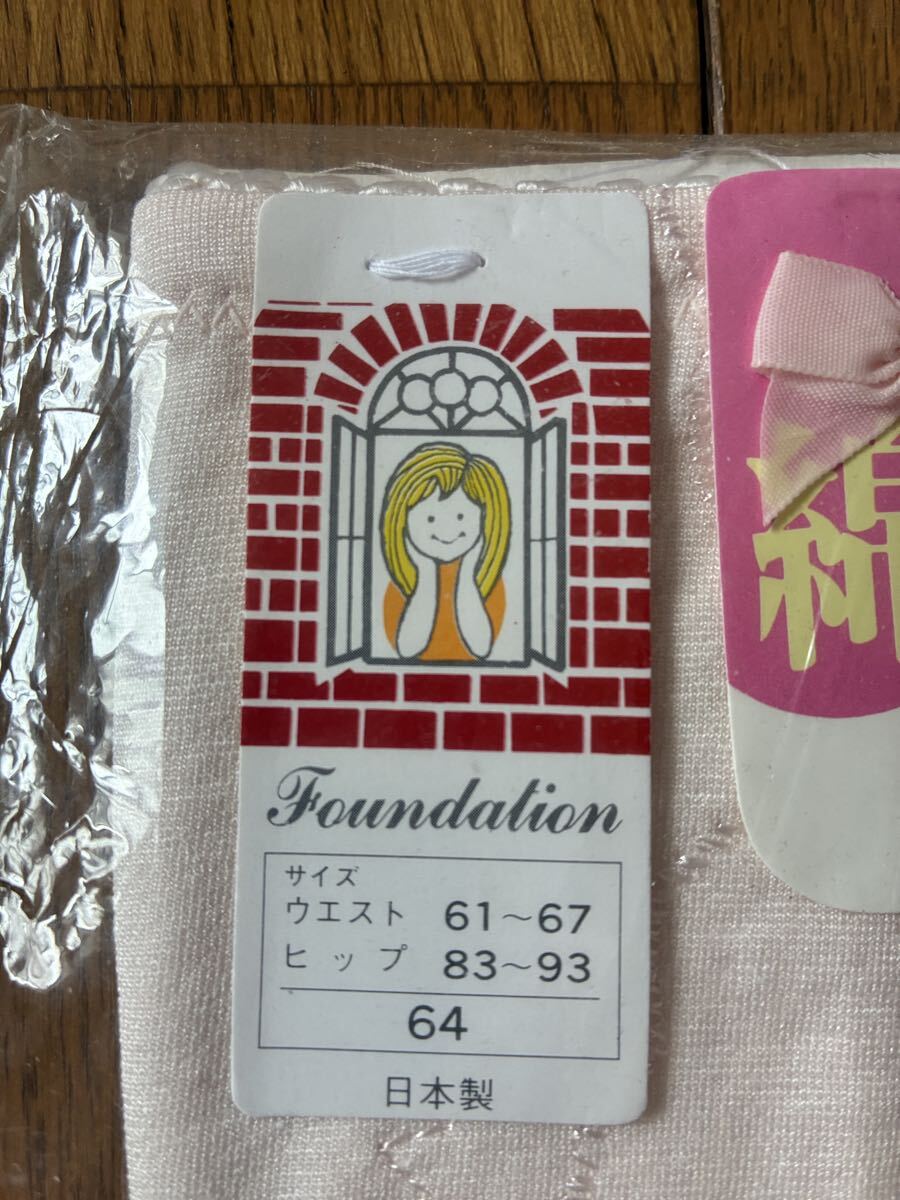 Foundation
サイズ
ウエスト 61～67
ヒップ 83～93
64
日本製